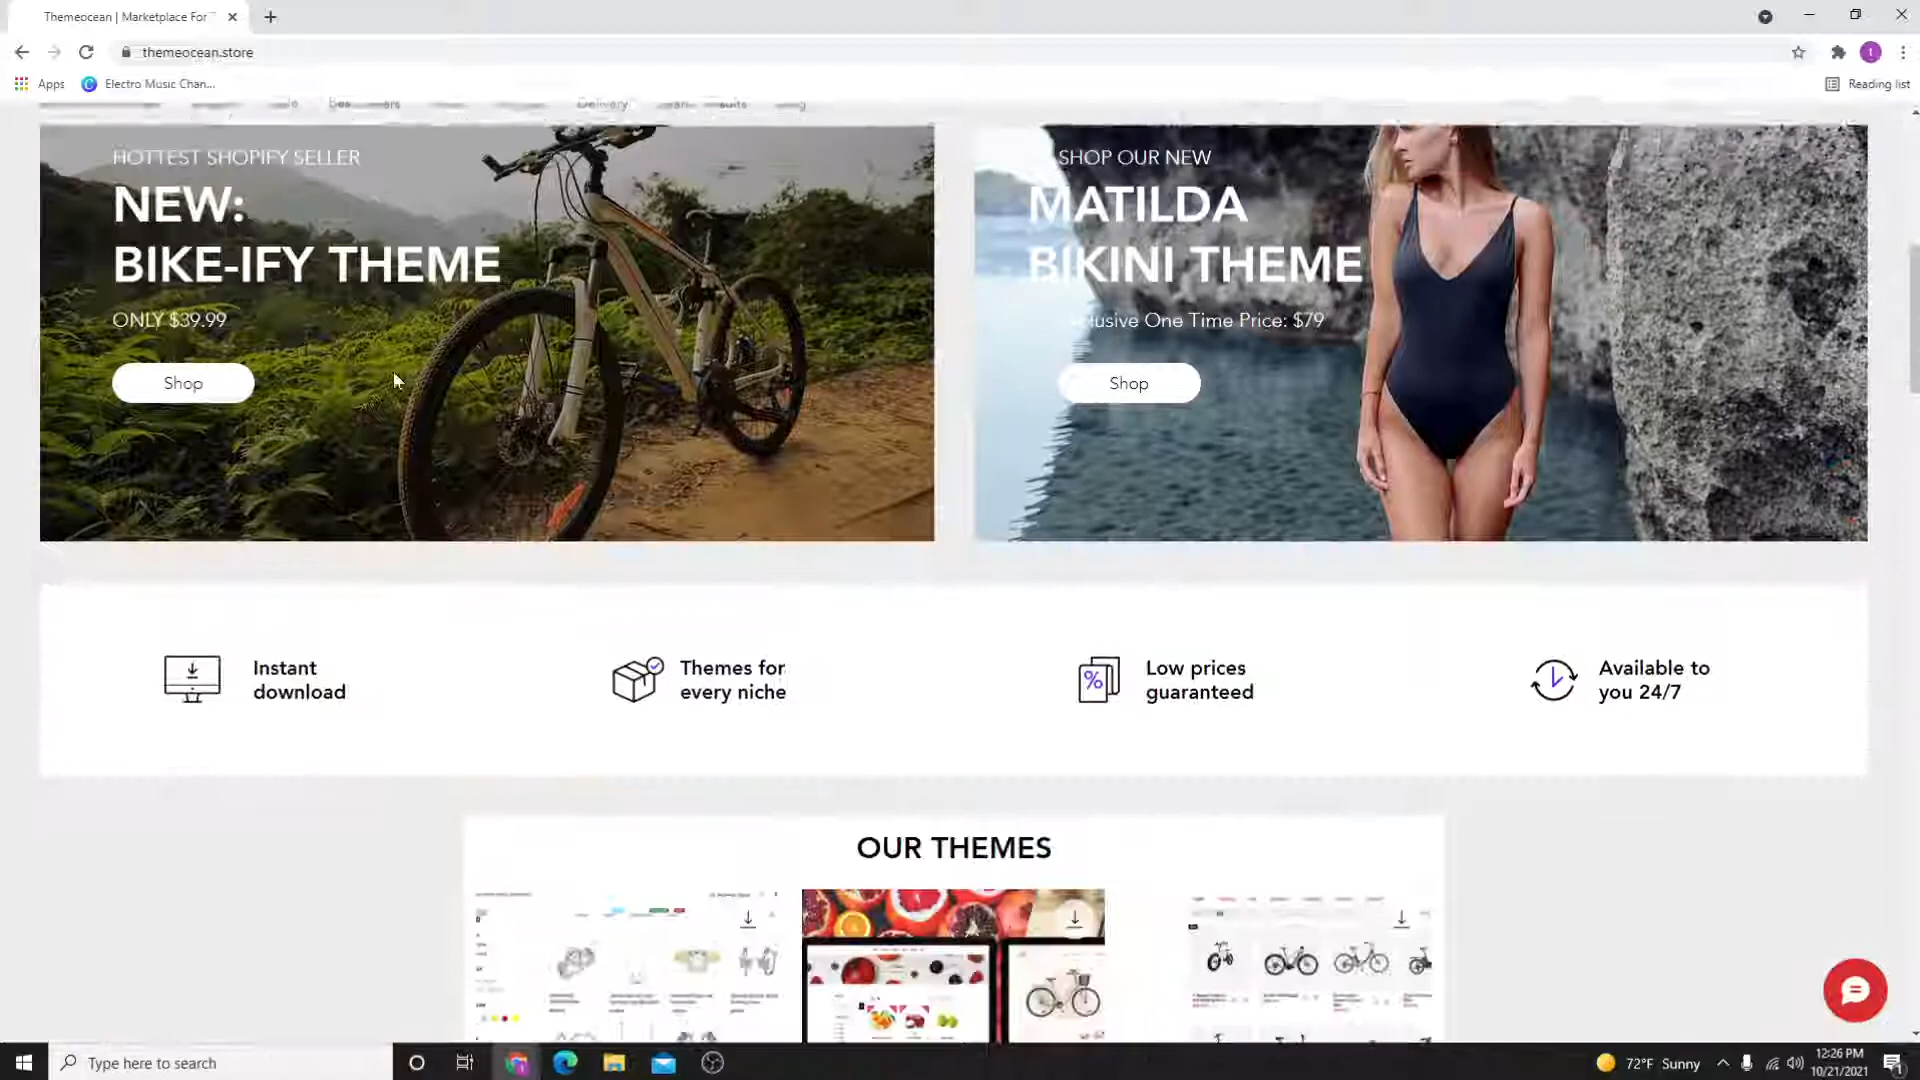 Themeocean | Marketplace For
themeocean.store
Apps
Electro Music Chan...
Reading list
Delivery
HOTTEST SHOPIFY SELLER
NEW:
BIKE-IFY THEME
ONLY $39.99
Shop
SHOP OUR NEW
MATILDA
BIKINI THEME
clusive One Time Price: $79
Shop
Instant
download
Themes for
every niche
Low prices
guaranteed
Available to
you 24/7
OUR THEMES
Type here to search
72°F Sunny
12:26 PM
10/21/2021